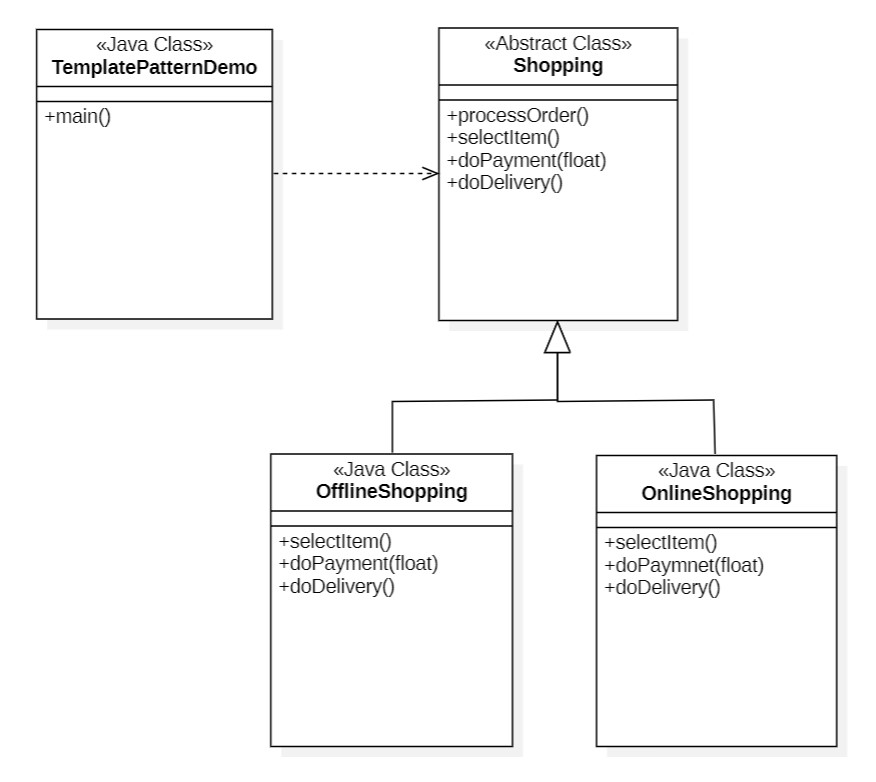 «Java Class»
TemplatePatternDemo
+main()
«Abstract Class»
Shopping
+processOrder()
+selectItem()
+doPayment(float)
+doDelivery()
«Java Class»
OfflineShopping
+selectItem()
+doPayment(float)
+doDelivery()
«Java Class»
OnlineShopping
+selectItem()
+doPaymnet(float)
+doDelivery()